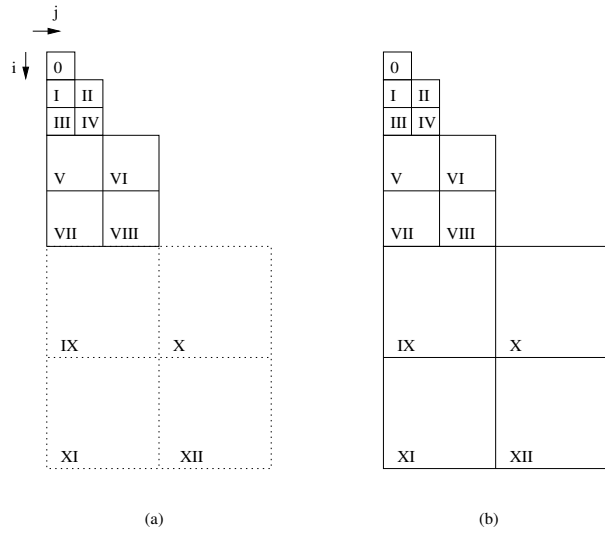 j
i
0 0
I II I II
III IV III IV
V VI V VI
VII VIII VII VIII
IX X IX X
XI XII XI XII
(a) (b)